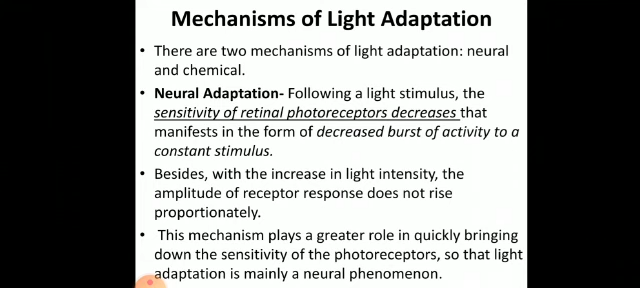 Mechanisms of Light Adaptation
• There are two mechanisms of light adaptation: neural
and chemical.
• Neural Adaptation- Following a light stimulus, the
sensitivity of retinal photoreceptors decreases that
manifests in the form of decreased burst of activity to a
constant stimulus.
• Besides, with the increase in light intensity, the
amplitude of receptor response does not rise
proportionately.
• This mechanism plays a greater role in quickly bringing
down the sensitivity of the photoreceptors, so that light
adaptation is mainly a neural phenomenon.